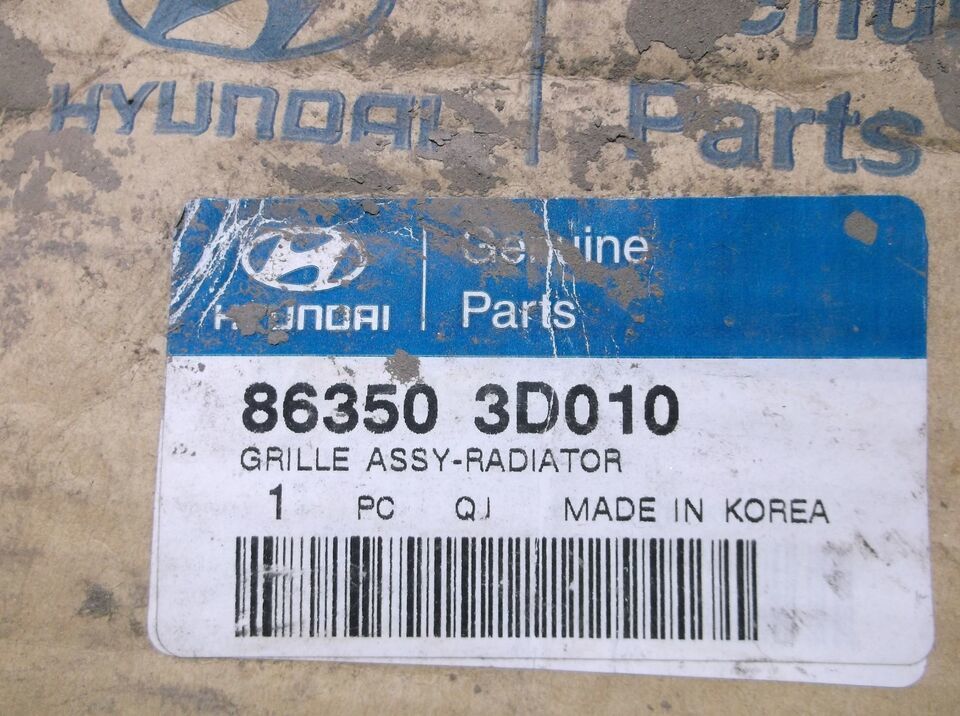 HYUNDAI
Parts
Genuine
HYUNDAI
Parts
86350 3D010
GRILLE ASSY-RADIATOR
1 PC QJ MADE IN KOREA